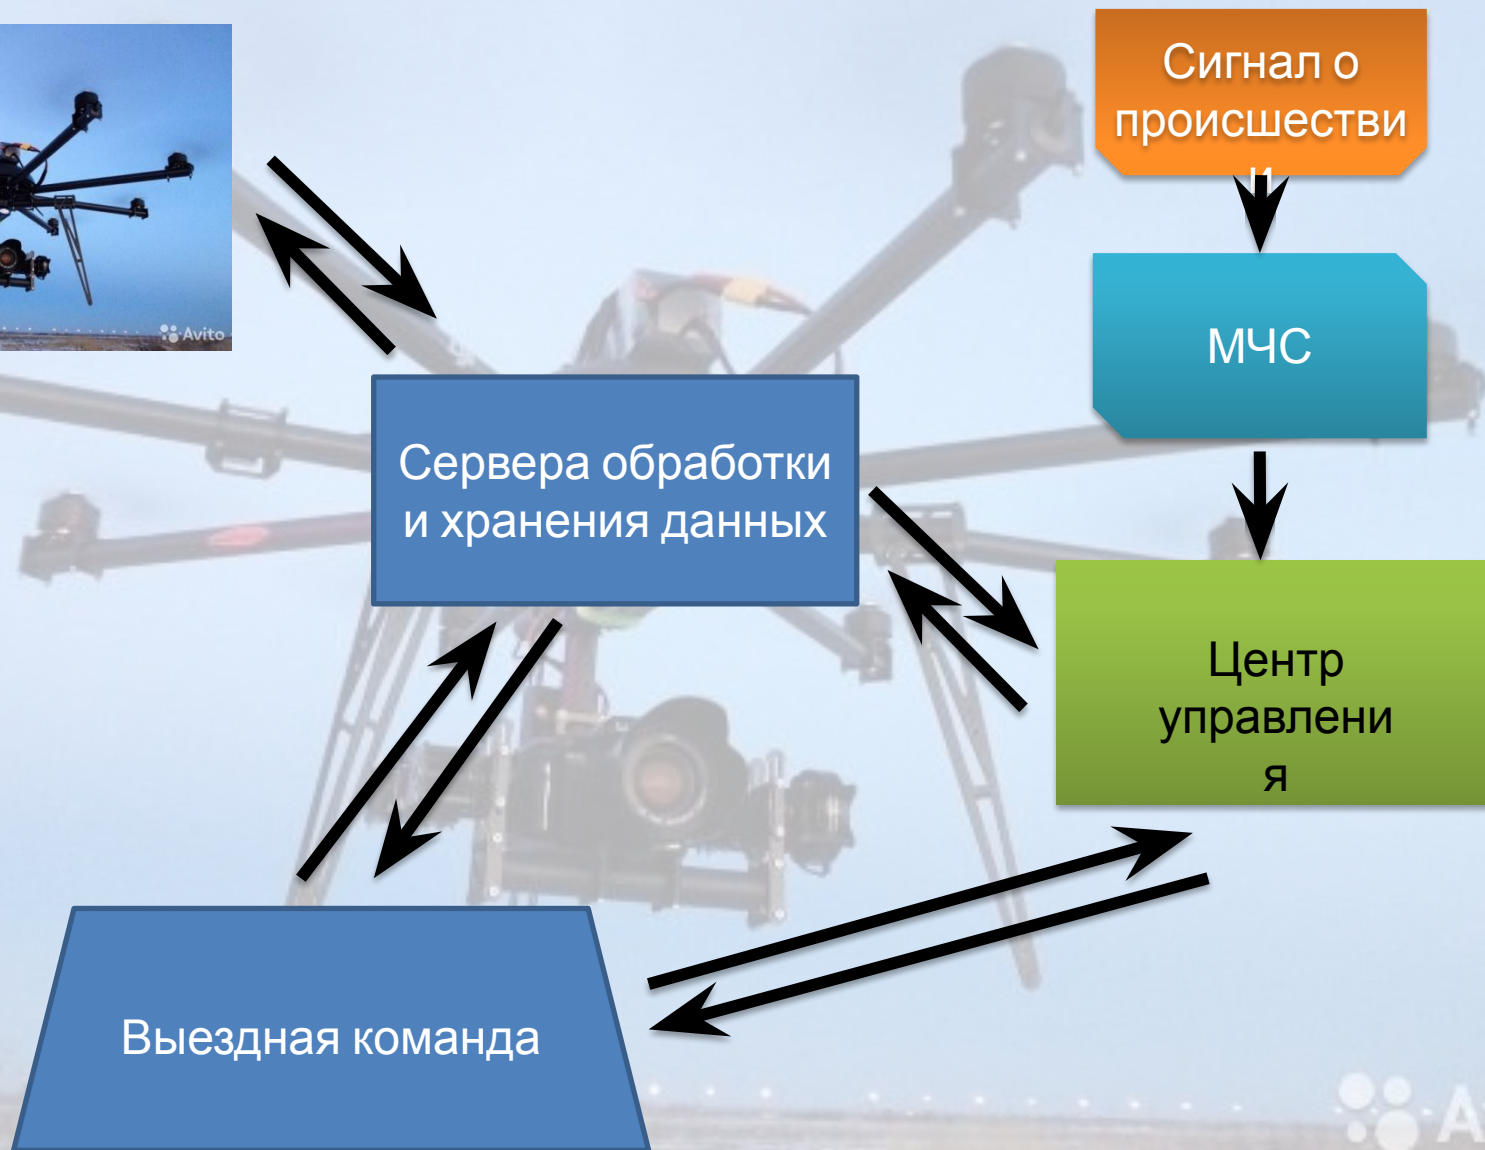 Сигнал о
происшестви
и
Avito
МЧС
Сервера обработки
и хранения данных
Центр
управлени
я
Выездная команда
A